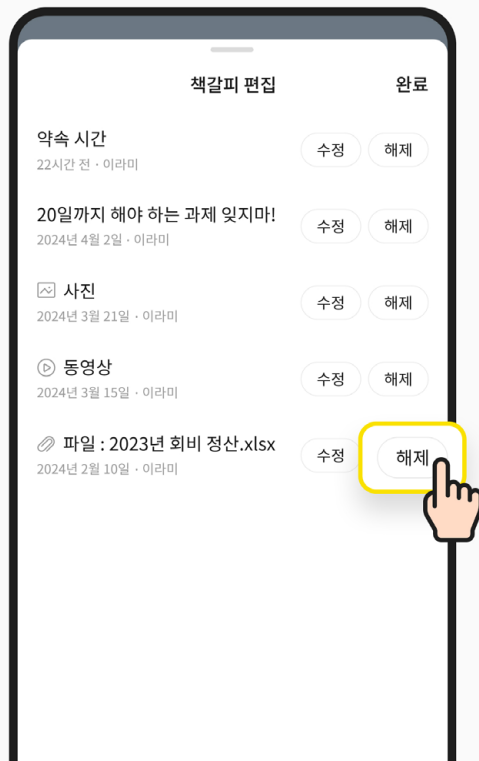 책갈피 편집 완료
약속 시간
22시간 전 · 이라미
수정 해제
20일까지 해야 하는 과제 잊지마!
2024년 4월 2일 · 이라미
수정 해제
사진
2024년 3월 21일 · 이라미
수정 해제
동영상
2024년 3월 15일 · 이라미
수정 해제
파일 : 2023년 회비 정산.xlsx
2024년 2월 10일 · 이라미
수정 해제